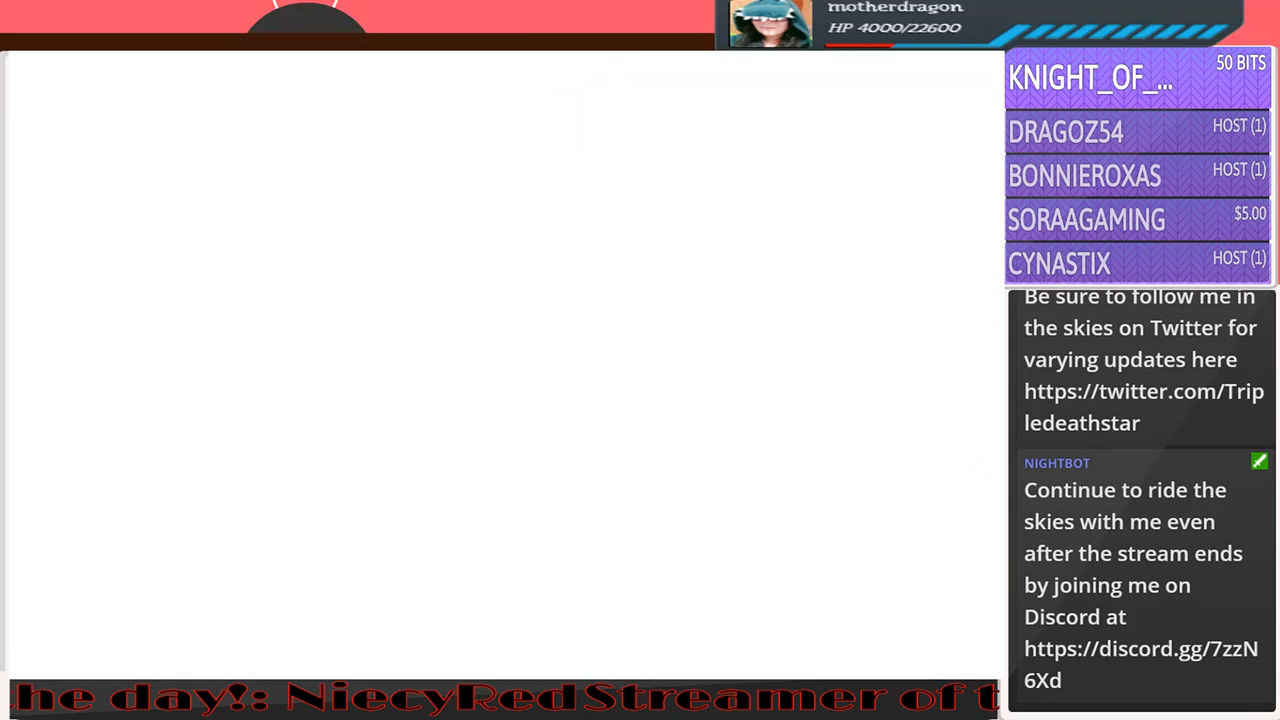 motherdragon
HP 4000/22600
KNIGHT_OF_... 50 BITS
DRAGOZ54 HOST (1)
BONNIEROXAS HOST (1)
SORAAGAMING $5.00
CYNASTIX HOST (1)
Be sure to follow me in
the skies on Twitter for
varying updates here
https://twitter.com/Trip
ledeathstar
NIGHTBOT
Continue to ride the
skies with me even
after the stream ends
by joining me on
Discord at
https://discord.gg/7zzN
6Xd
he day!: NiecyRedStreamer of t